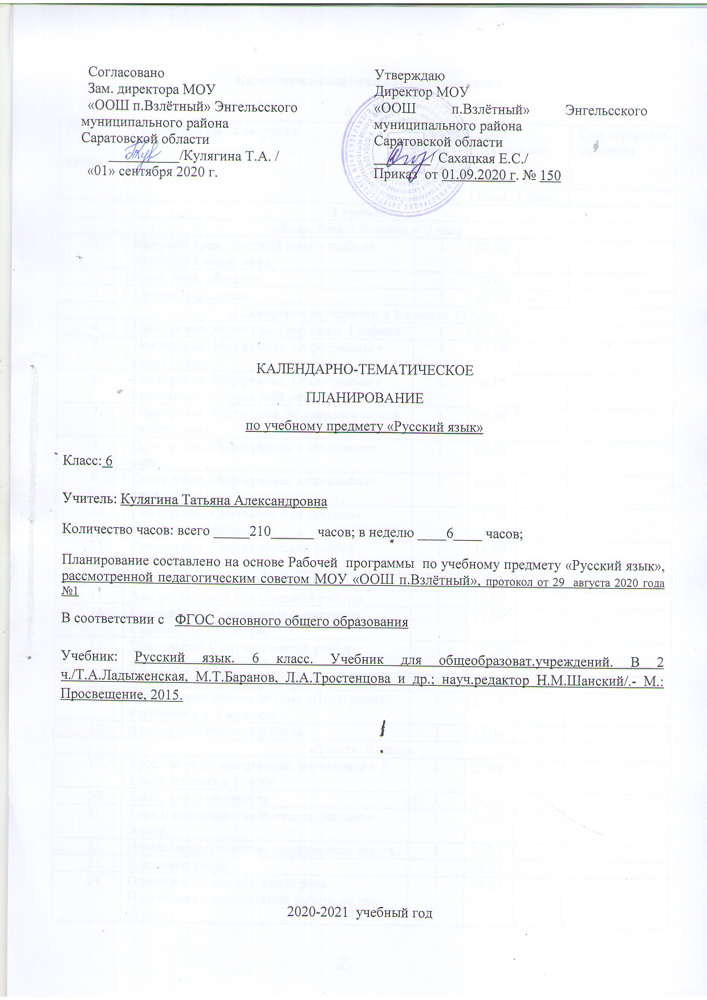 Согласовано
Зам. директора МОУ
«ООШ п.Взлётный» Энгельсского
муниципального района
Саратовской области
__________/Кулягина Т.А. /
«01» сентября 2020 г.
Утверждаю
Директор МОУ
«ООШ п.Взлётный» Энгельсского
муниципального района
Саратовской области
________/ Сахацкая Е.С./
Приказ от 01.09.2020 г. № 150
КАЛЕНДАРНО-ТЕМАТИЧЕСКОЕ
ПЛАНИРОВАНИЕ
по учебному предмету «Русский язык»
Класс: 6
Учитель: Кулягина Татьяна Александровна
Количество часов: всего _____210______ часов; в неделю ____6____ часов;
Планирование составлено на основе Рабочей программы по учебному предмету «Русский язык»,
рассмотренной педагогическим советом МОУ «ООШ п.Взлётный», протокол от 29 августа 2020 года
№1
В соответствии с ФГОС основного общего образования
Учебник: Русский язык. 6 класс. Учебник для общеобразоват.учреждений. В 2
ч./Т.А.Ладыженская, М.Т.Баранов, Л.А.Тростенцова и др.; науч.редактор Н.М.Шанский/.- М.:
Просвещение, 2015.
2020-2021 учебный год